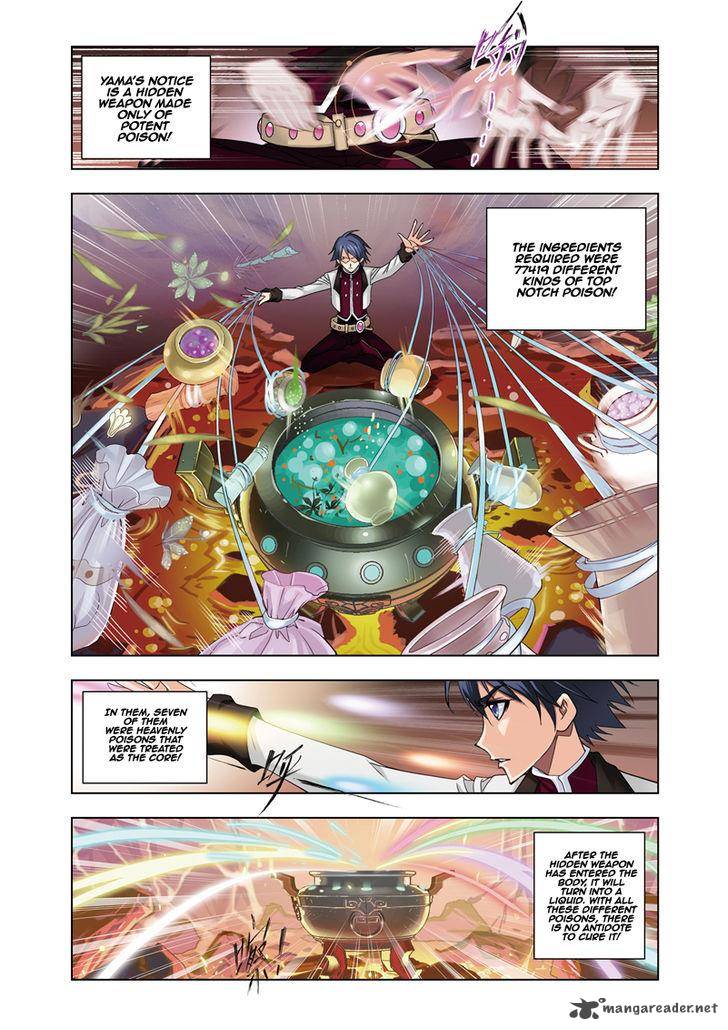 YAMA'S NOTICE
IS A HIDDEN
WEAPON MADE
ONLY OF
POTENT
POISON!
THE INGREDIENTS
REQUIRED WERE
77419 DIFFERENT
KINDS OF TOP
NOTCH POISON!
IN THEM, SEVEN
OF THEM
WERE HEAVENLY
POISONS THAT
WERE TREATED
AS THE CORE!
AFTER THE
HIDDEN WEAPON
HAS ENTERED THE
BODY, IT WILL
TURN INTO A
LIQUID. WITH ALL
THESE DIFFERENT
POISONS, THERE
IS NO ANTIDOTE
TO CURE IT!
mangareader.net